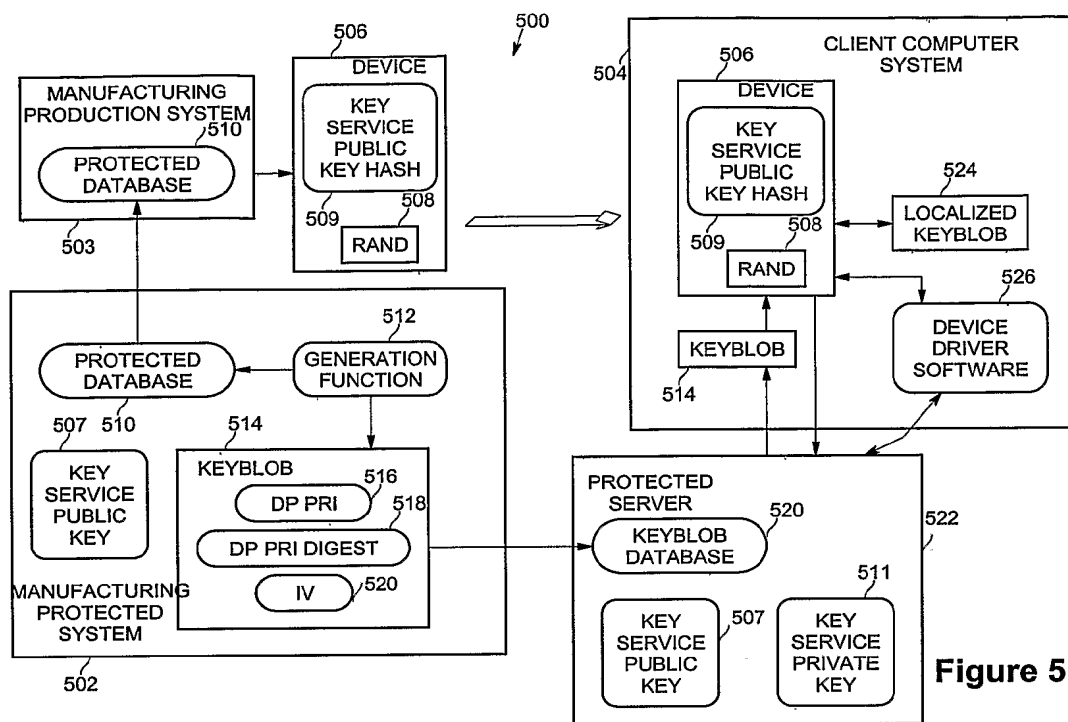 500
506
DEVICE
KEY
SERVICE
PUBLIC
KEY HASH
509
508
RAND
MANUFACTURING
PRODUCTION SYSTEM
510
PROTECTED
DATABASE
503
504
CLIENT COMPUTER
SYSTEM
506
DEVICE
KEY
SERVICE
PUBLIC
KEY HASH
509
508
RAND
524
LOCALIZED
KEYBLOB
526
DEVICE
DRIVER
SOFTWARE
KEYBLOB
514
PROTECTED
DATABASE
510
512
GENERATION
FUNCTION
507
KEY
SERVICE
PUBLIC
KEY
514
KEYBLOB
516
DP PRI
518
DP PRI DIGEST
IV
520
MANUFACTURING
PROTECTED
SYSTEM
502
PROTECTED
SERVER
520
KEYBLOB
DATABASE
522
KEY
SERVICE
PUBLIC
KEY
507
511
KEY
SERVICE
PRIVATE
KEY
Figure 5